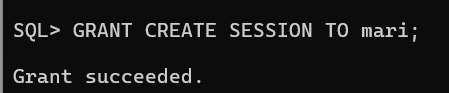 SQL> GRANT CREATE SESSION TO mari;
Grant succeeded.